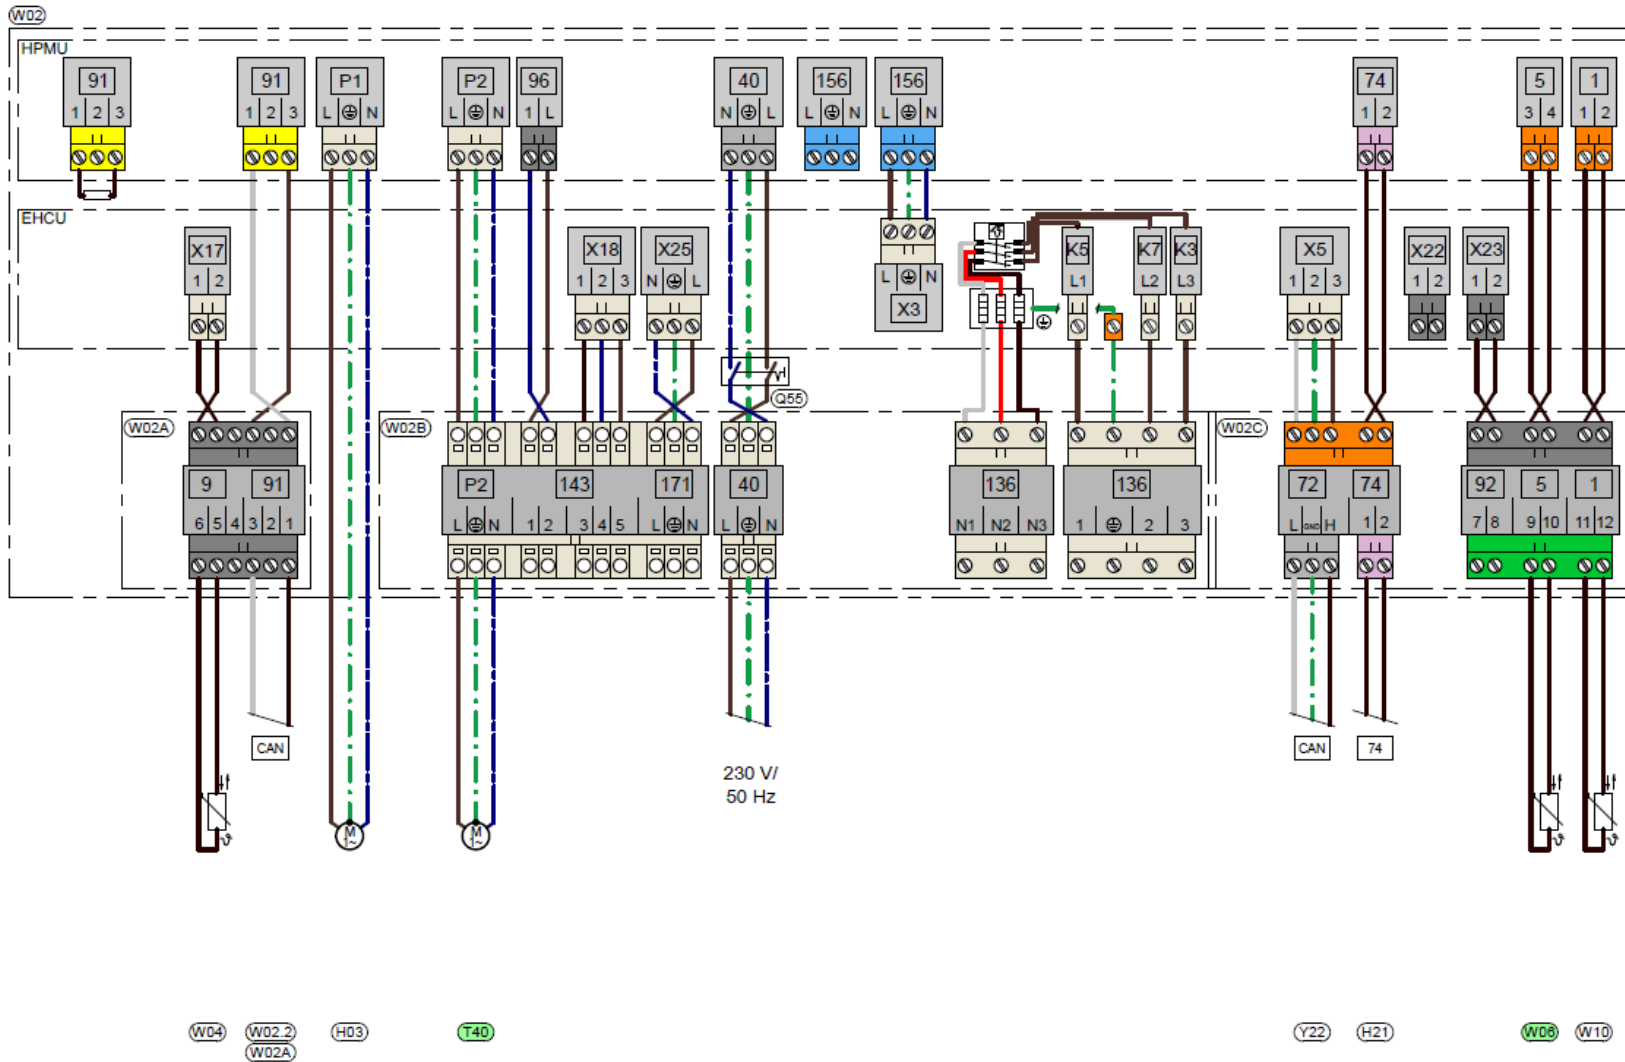 W02
HPMU
91 91 P1 P2 96 40 156 156 74 5 1
1 2 3 1 2 3 L N L N 1 L N L L N L N 1 2 3 4 1 2
EHCU
X17 X18 X25 K5 K7 K3 X5 X22 X23
1 2 1 2 3 N L L N L1 L2 L3 1 2 3 1 2 1 2
X3
Q55
W02A W02B W02C
9 91 P2 143 171 40 136 136 72 74 92 5 1
6 5 4 3 2 1 L N 1 2 3 4 5 L N L N N1 N2 N3 1 2 3 L GND H 1 2 7 8 9 10 11 12
CAN CAN 74
230 V/
50 Hz
M M
1~ 1~
W04 W02.2 H03 T40 Y22 H21 W06 W10
W02A